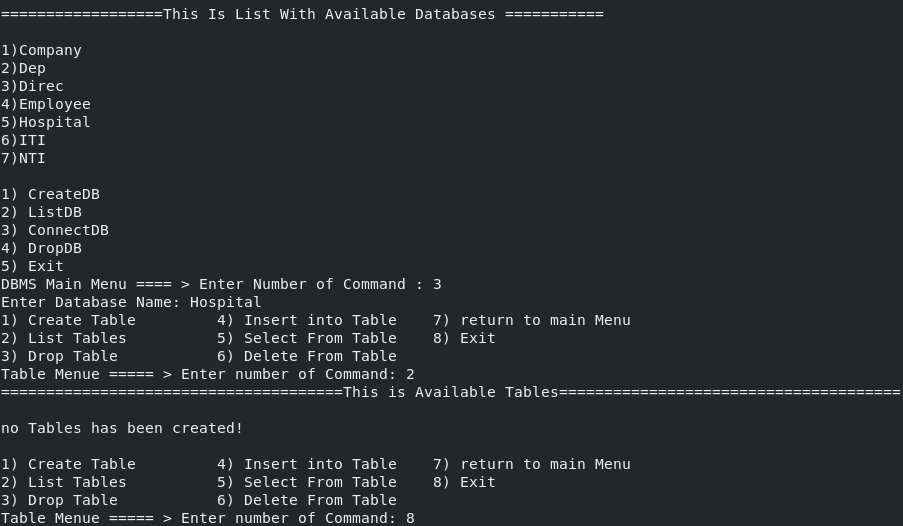 ==================This Is List With Available Databases ===========
1)Company
2)Dep
3)Direc
4)Employee
5)Hospital
6)ITI
7)NTI
1) CreateDB
2) ListDB
3) ConnectDB
4) DropDB
5) Exit
DBMS Main Menu ==== > Enter Number of Command : 3
Enter Database Name: Hospital
1) Create Table         4) Insert into Table    7) return to main Menu
2) List Tables          5) Select From Table    8) Exit
3) Drop Table           6) Delete From Table
Table Menue ===== > Enter number of Command: 2
======================================This is Available Tables======================================
no Tables has been created!
1) Create Table         4) Insert into Table    7) return to main Menu
2) List Tables          5) Select From Table    8) Exit
3) Drop Table           6) Delete From Table
Table Menue ===== > Enter number of Command: 8